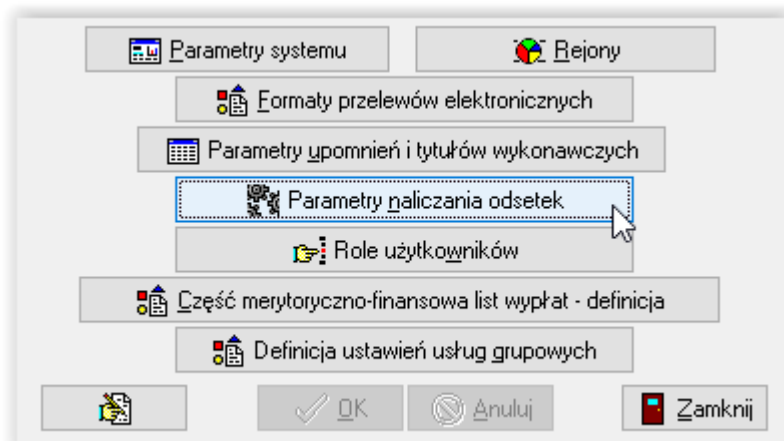 Parametry systemu Rejony
Formaty przelewów elektronicznych
Parametry upomnień i tytułów wykonawczych
Parametry naliczania odsetek
Role użytkowników
Część merytoryczno-finansowa list wypłat - definicja
Definicja ustawień usług grupowych
OK Anuluj Zamknij